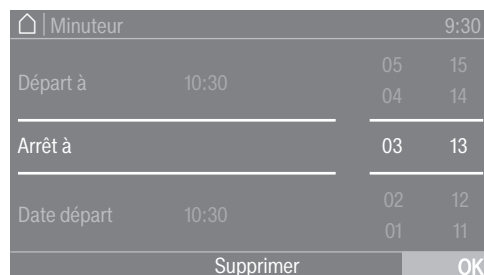 Minuteur 9:30
05 15
Départ à 10:30
04 14
Arrêt à 03 13
02 12
Date départ 10:30
01 11
Supprimer OK